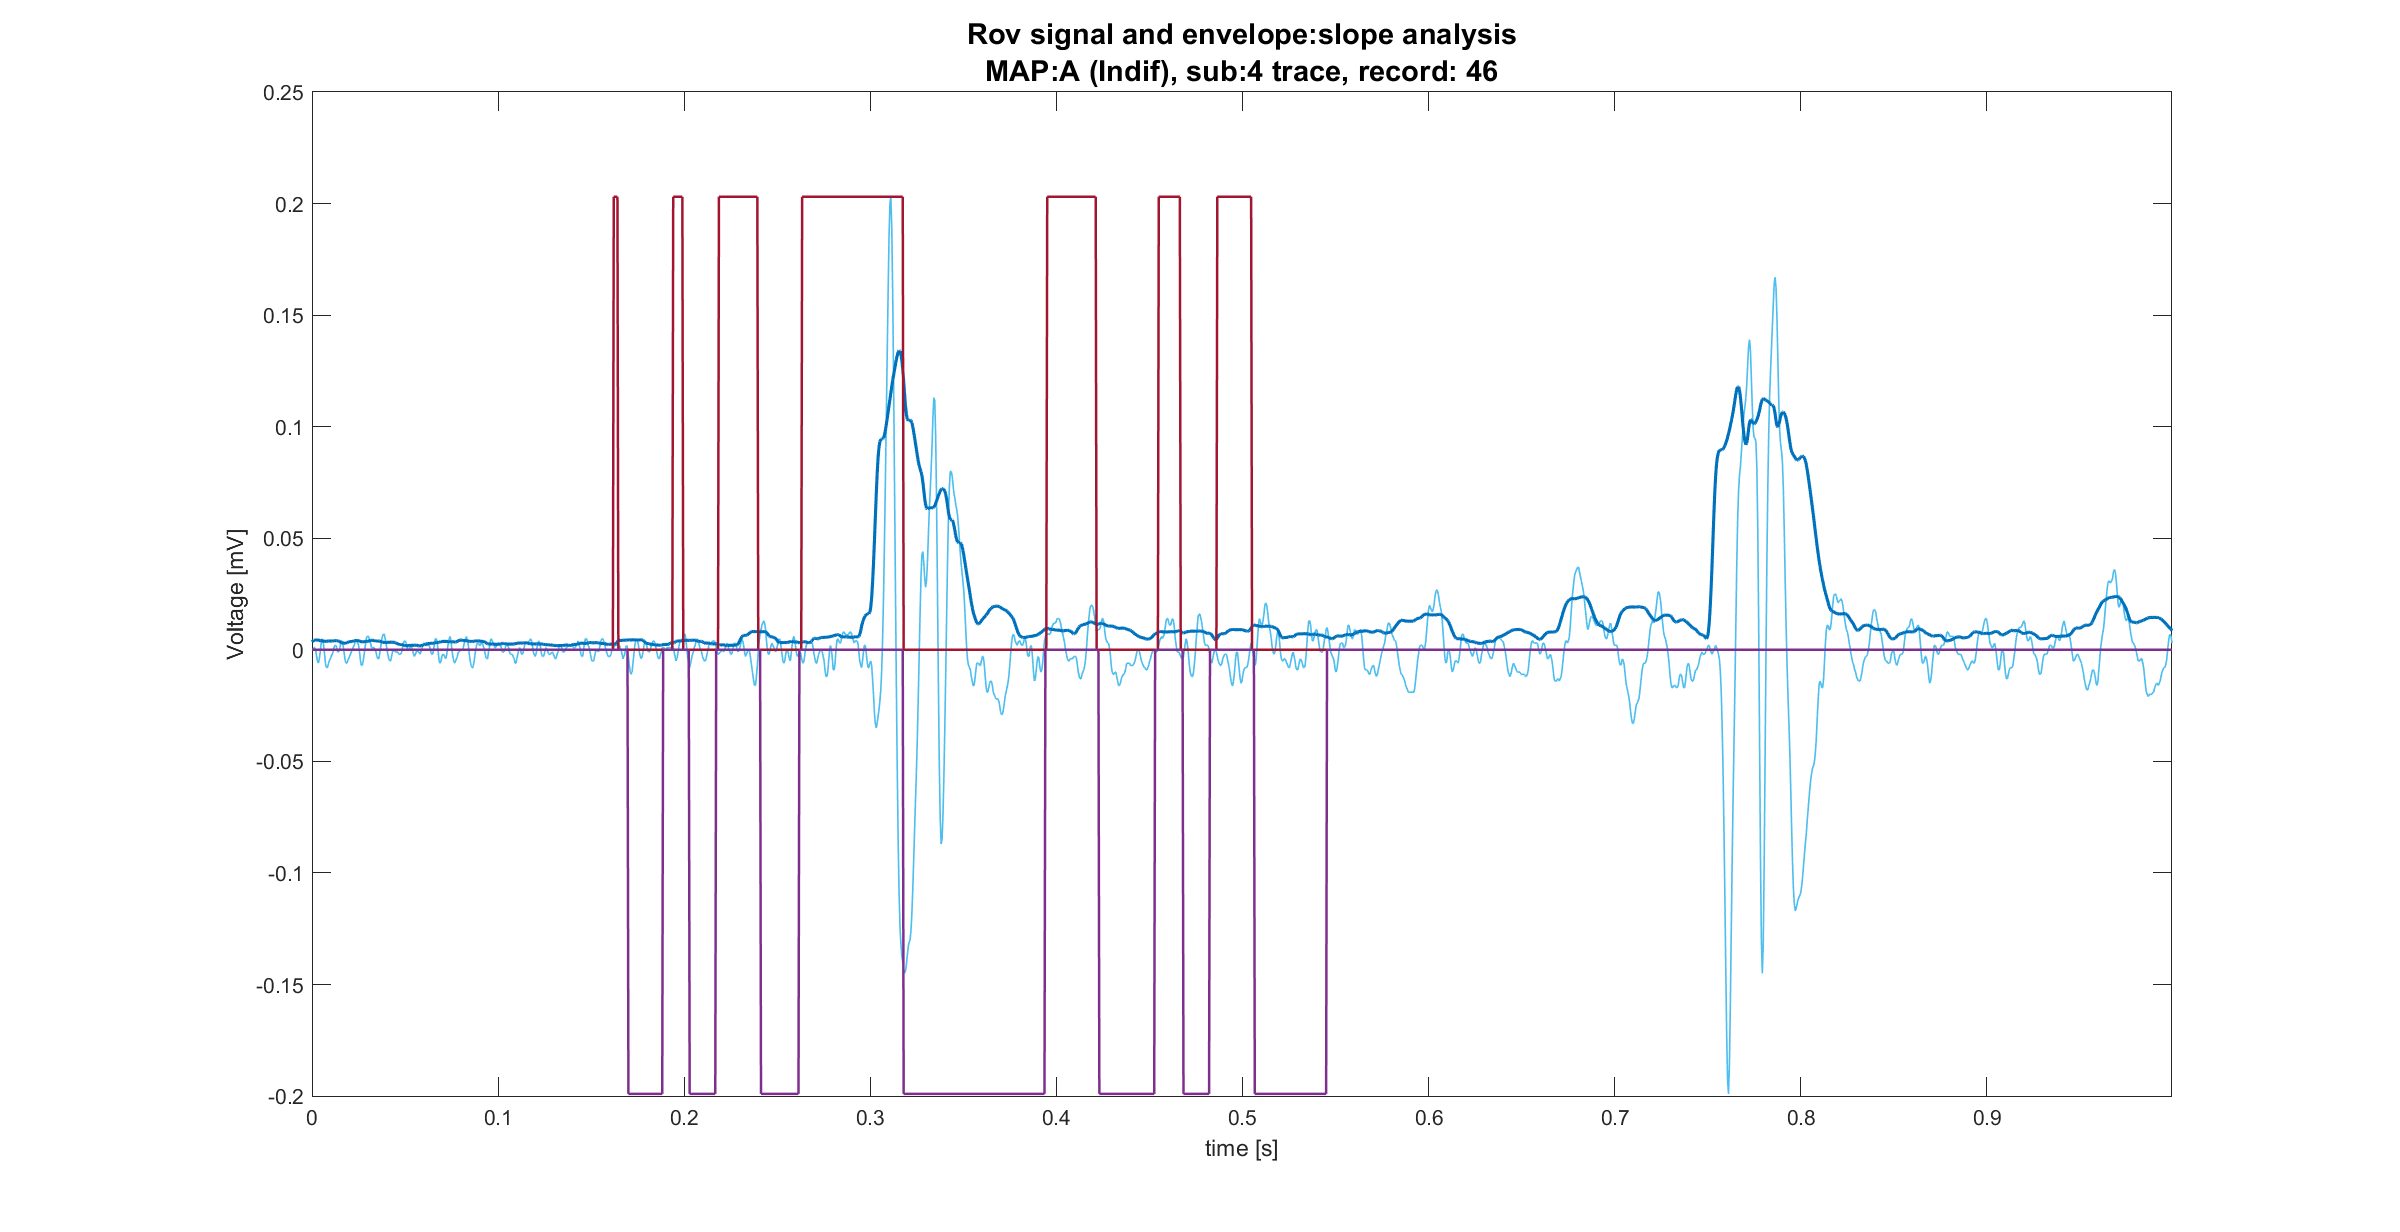 Rov signal and envelope:slope analysis
MAP:A (Indif), sub:4 trace, record: 46
0.25
0.2
0.15
0.1
0.05
0
-0.05
-0.1
-0.15
-0.2
Voltage [mV]
0 0.1 0.2 0.3 0.4 0.5 0.6 0.7 0.8 0.9
time [s]